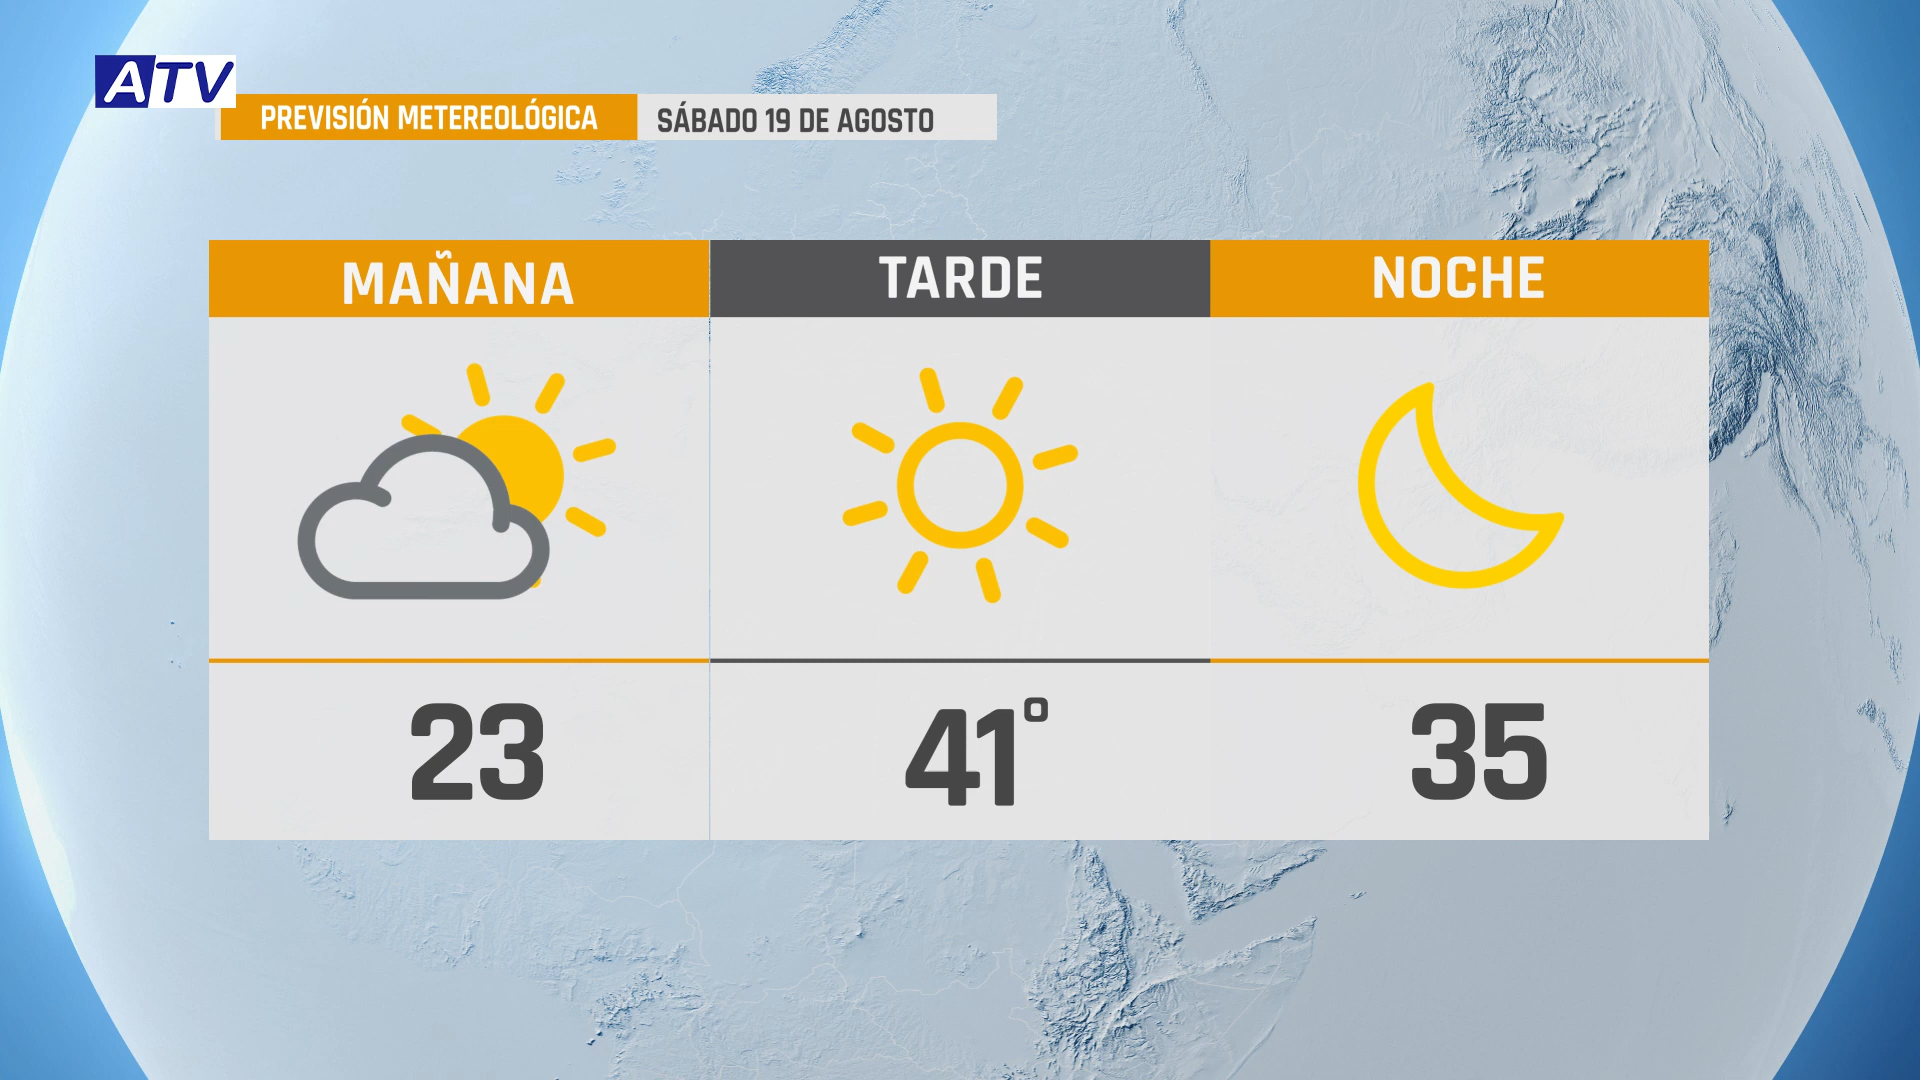 ATV
PREVISIÓN METEREOLÓGICA
SÁBADO 19 DE AGOSTO
MAÑANA
TARDE
NOCHE
23
41°
35